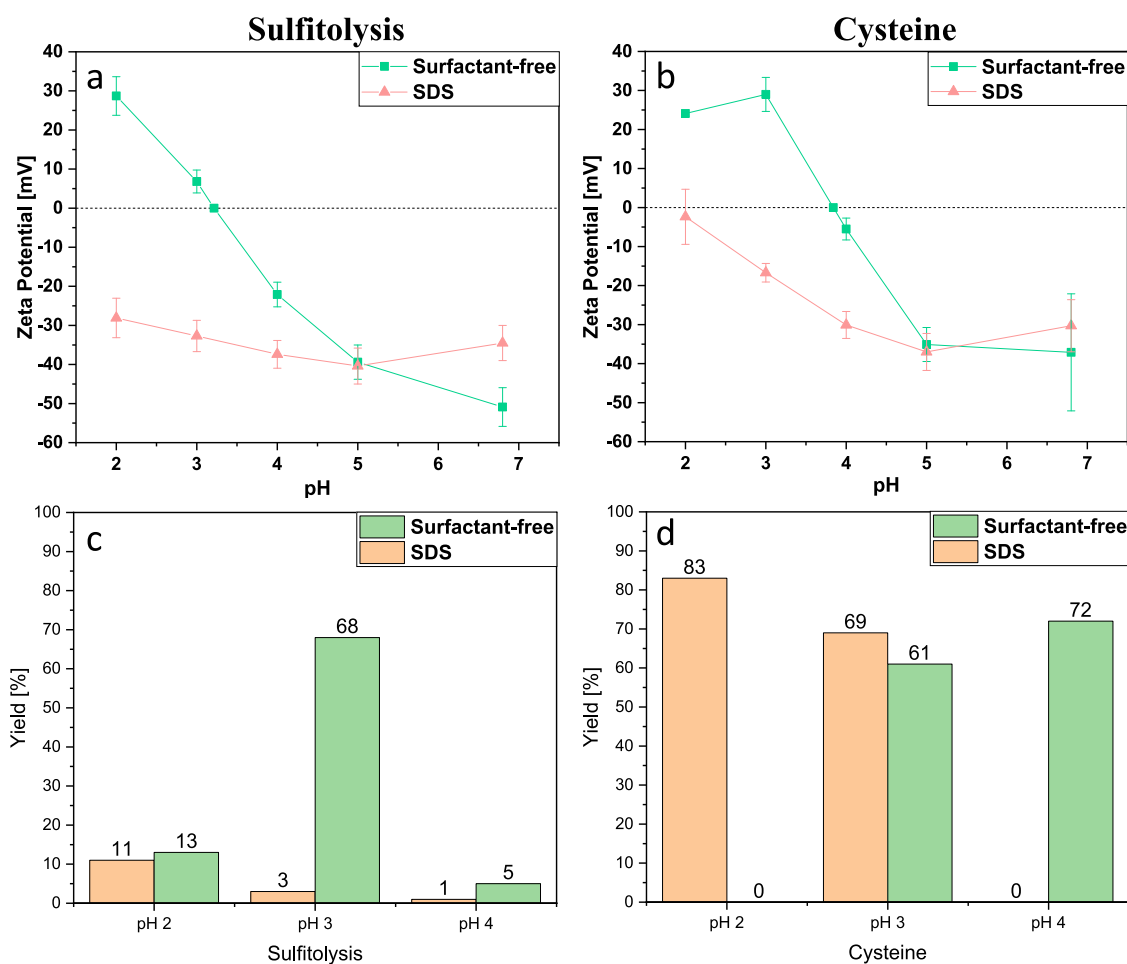 Sulfitolysis
Cysteine
a
Surfactant-free
SDS
40
30
20
10
0
-10
-20
-30
-40
-50
-60
Zeta Potential [mV]
2
3
4
5
6
7
pH
b
Surfactant-free
SDS
40
30
20
10
0
-10
-20
-30
-40
-50
-60
Zeta Potential [mV]
2
3
4
5
6
7
pH
c
Surfactant-free
SDS
100
90
80
70
60
50
40
30
20
10
0
Yield [%]
11
13
3
68
1
5
pH 2
pH 3
pH 4
Sulfitolysis
d
Surfactant-free
SDS
100
90
80
70
60
50
40
30
20
10
0
Yield [%]
83
0
69
61
0
72
pH 2
pH 3
pH 4
Cysteine